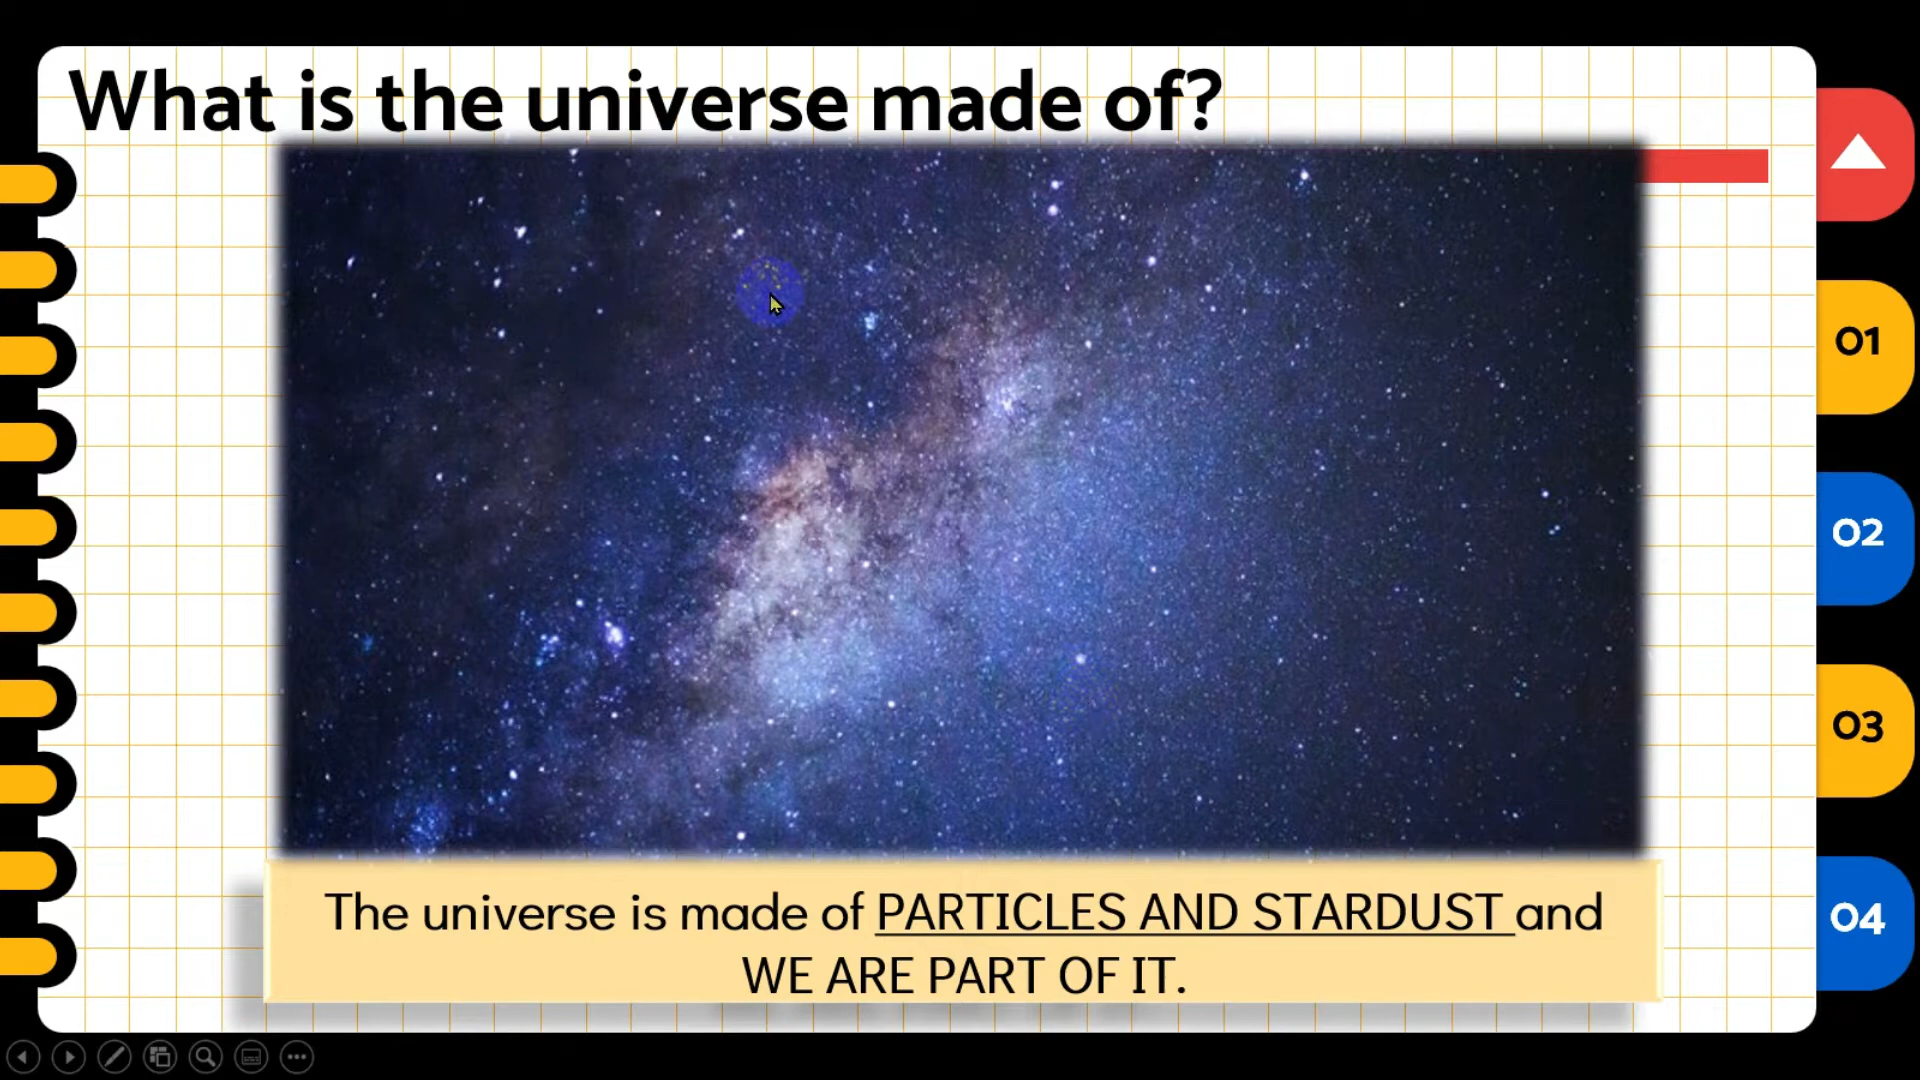 What is the universe made of?
01
02
03
04
The universe is made of PARTICLES AND STARDUST and
WE ARE PART OF IT.